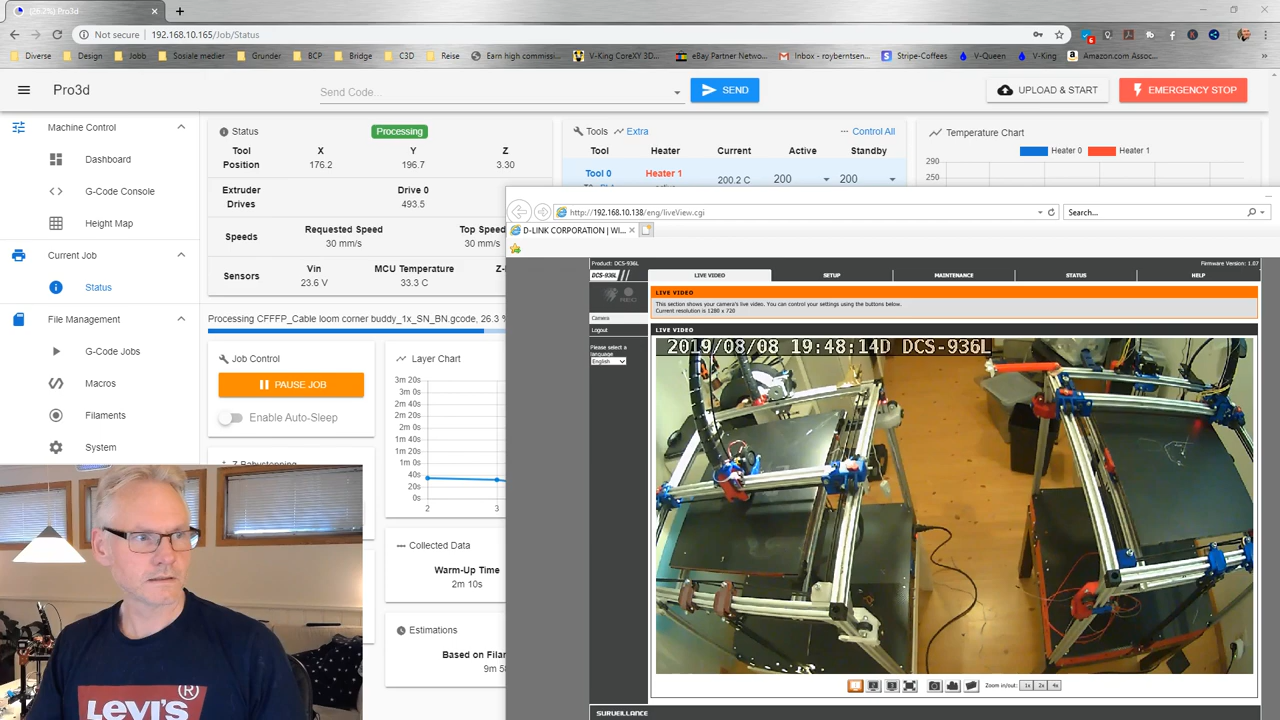 (26.2%) Pro3d
Not secure 192.168.10.165/Job/Status
Diverse Design Jobb Sosiale medier Grunder BCP Bridge C3D Reise Earn high commissi... V-King CoreXY 3D... eBay Partner Netw... Inbox - royberntsen... Stripe-Coffees V-Queen V-King Amazon.com Assoc...
Pro3d Send Code... SEND UPLOAD & START EMERGENCY STOP
Machine Control
Dashboard
G-Code Console
Height Map
Current Job
Status
File Management
G-Code Jobs
Macros
Filaments
System
Status Processing
Tool Position X Y Z
176.2 196.7 3.30
Extruder Drives Drive 0
493.5
Speeds Requested Speed Top Speed
30 mm/s 30 mm/s
Sensors Vin MCU Temperature Z-
23.6 V 33.3 C
Tools Extra Control All
Tool Heater Current Active Standby
Tool 0 Heater 1 200.2 C 200 200
Temperature Chart
Heater 0 Heater 1
290
250
Processing CFFFP_Cable loom corner buddy_1x_SN_BN.gcode, 26.3 %
Job Control
PAUSE JOB
Enable Auto-Sleep
Z Babystepping
Layer Chart
3m 20s
3m 0s
2m 40s
2m 20s
2m 0s
1m 40s
1m 20s
1m 0s
40s
20s
0s
2 3
Collected Data
Warm-Up Time
2m 10s
Estimations
Based on Filar
9m 5
http://192.168.10.138/eng/liveView.cgi Search...
D-LINK CORPORATION | WI...
Product: DCS-936L Firmware Version: 1.07
DCS-936L LIVE VIDEO SETUP MAINTENANCE STATUS HELP
Camera
Logout
Please select a
language
English
LIVE VIDEO
This section shows your camera's live video. You can control your settings using the buttons below.
Current resolution is 1280 x 720
LIVE VIDEO
2019/08/08 19:48:14D DCS-936L
Zoom in/out: 1x 2x 4x
SURVEILLANCE
LEVI'S ®